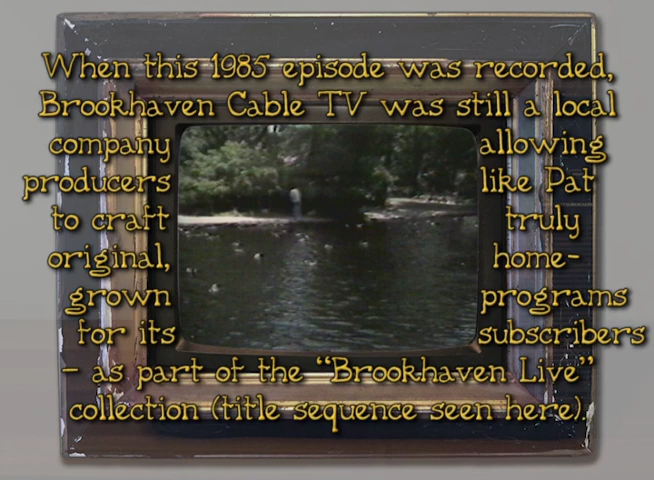 When this 1985 episode was recorded,
Brookhaven Cable TV was still a local
company allowing
producers like Pat
to craft truly
original, home-
grown programs
for its subscribers
– as part of the “Brookhaven Live”
collection (title sequence seen here).